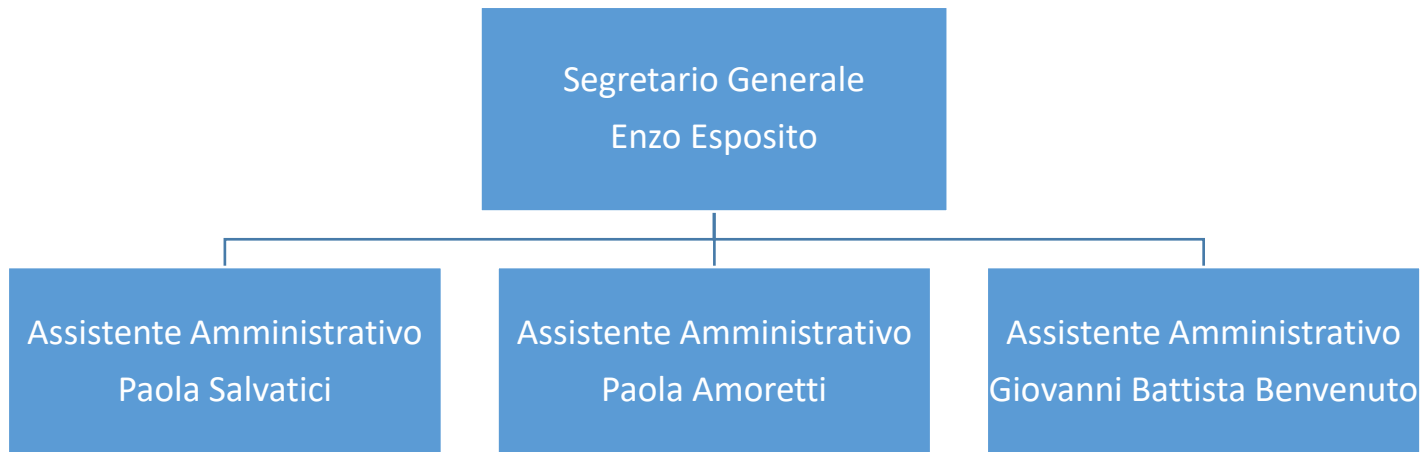 Segretario Generale
Enzo Esposito
Assistente Amministrativo
Paola Salvatici
Assistente Amministrativo
Paola Amoretti
Assistente Amministrativo
Giovanni Battista Benvenuto